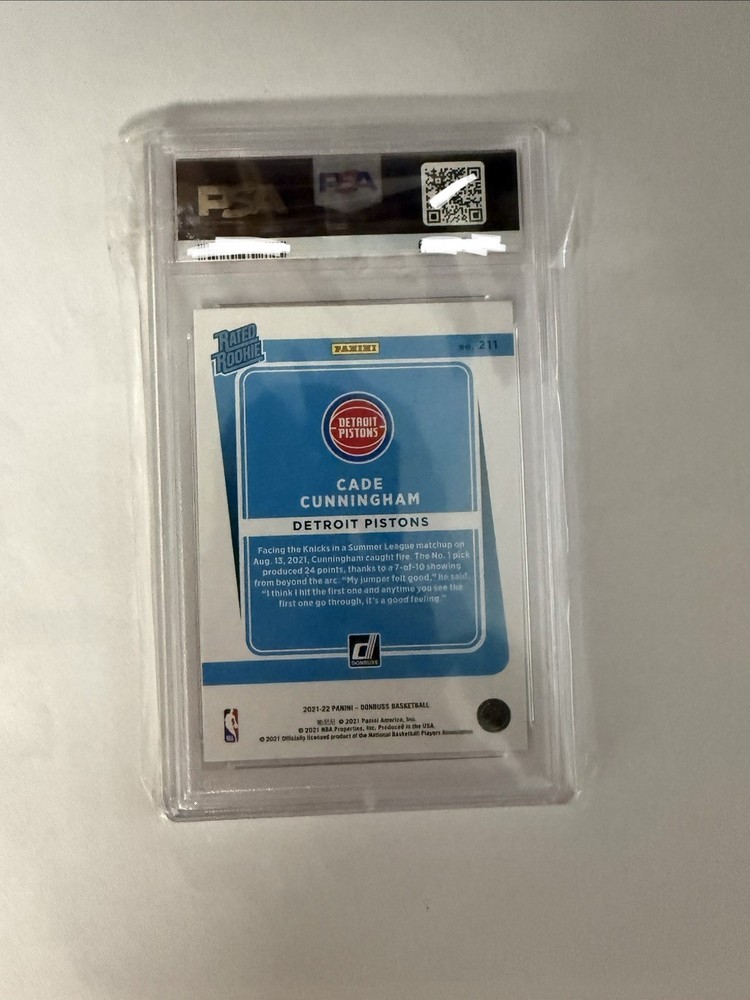 PSA
PSA
RATED
ROOKIE
PANINI
NO. 211
DETROIT
PISTONS
CADE
CUNNINGHAM
DETROIT PISTONS
Facing the Knicks in a Summer League matchup on
Aug. 13, 2021, Cunningham caught fire. The No. 1 pick
produced 24 points, thanks to a 7-of-10 showing
from beyond the arc. "My jumper felt good," he said.
"I think I hit the first one and anytime you see the
first one go through, it's a good feeling."
d
DONRUSS
2021-22 PANINI – DONRUSS BASKETBALL
© 2021 Panini America, Inc.
© 2021 NBA Properties, Inc. Produced in the USA.
© 2021 Officially licensed product of the National Basketball Players Association
NBA